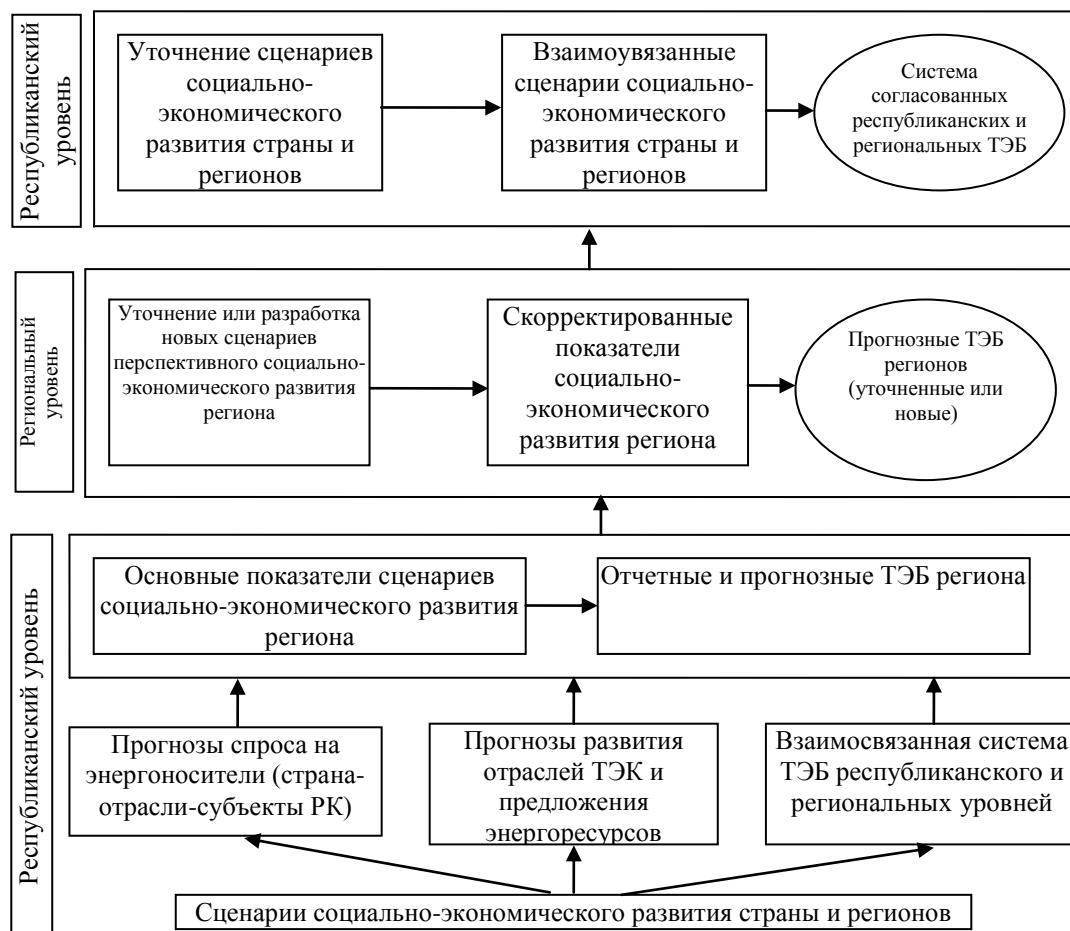 Республиканский
уровень
Уточнение сценариев
социально-
экономического
развития страны и
регионов
Взаимоувязанные
сценарии социально-
экономического
развития страны и
регионов
Система
согласованных
республиканских и
региональных ТЭБ
Региональный
уровень
Уточнение или разработка
новых сценариев
перспективного социально-
экономического развития
региона
Скорректированные
показатели
социально-
экономического
развития региона
Прогнозные ТЭБ
регионов
(уточненные или
новые)
Республиканский уровень
Основные показатели сценариев
социально-экономического развития
региона
Отчетные и прогнозные ТЭБ региона
Прогнозы спроса на
энергоносители (страна-
отрасли-субъекты РК)
Прогнозы развития
отраслей ТЭК и
предложения
энергоресурсов
Взаимосвязанная система
ТЭБ республиканского и
региональных уровней
Сценарии социально-экономического развития страны и регионов